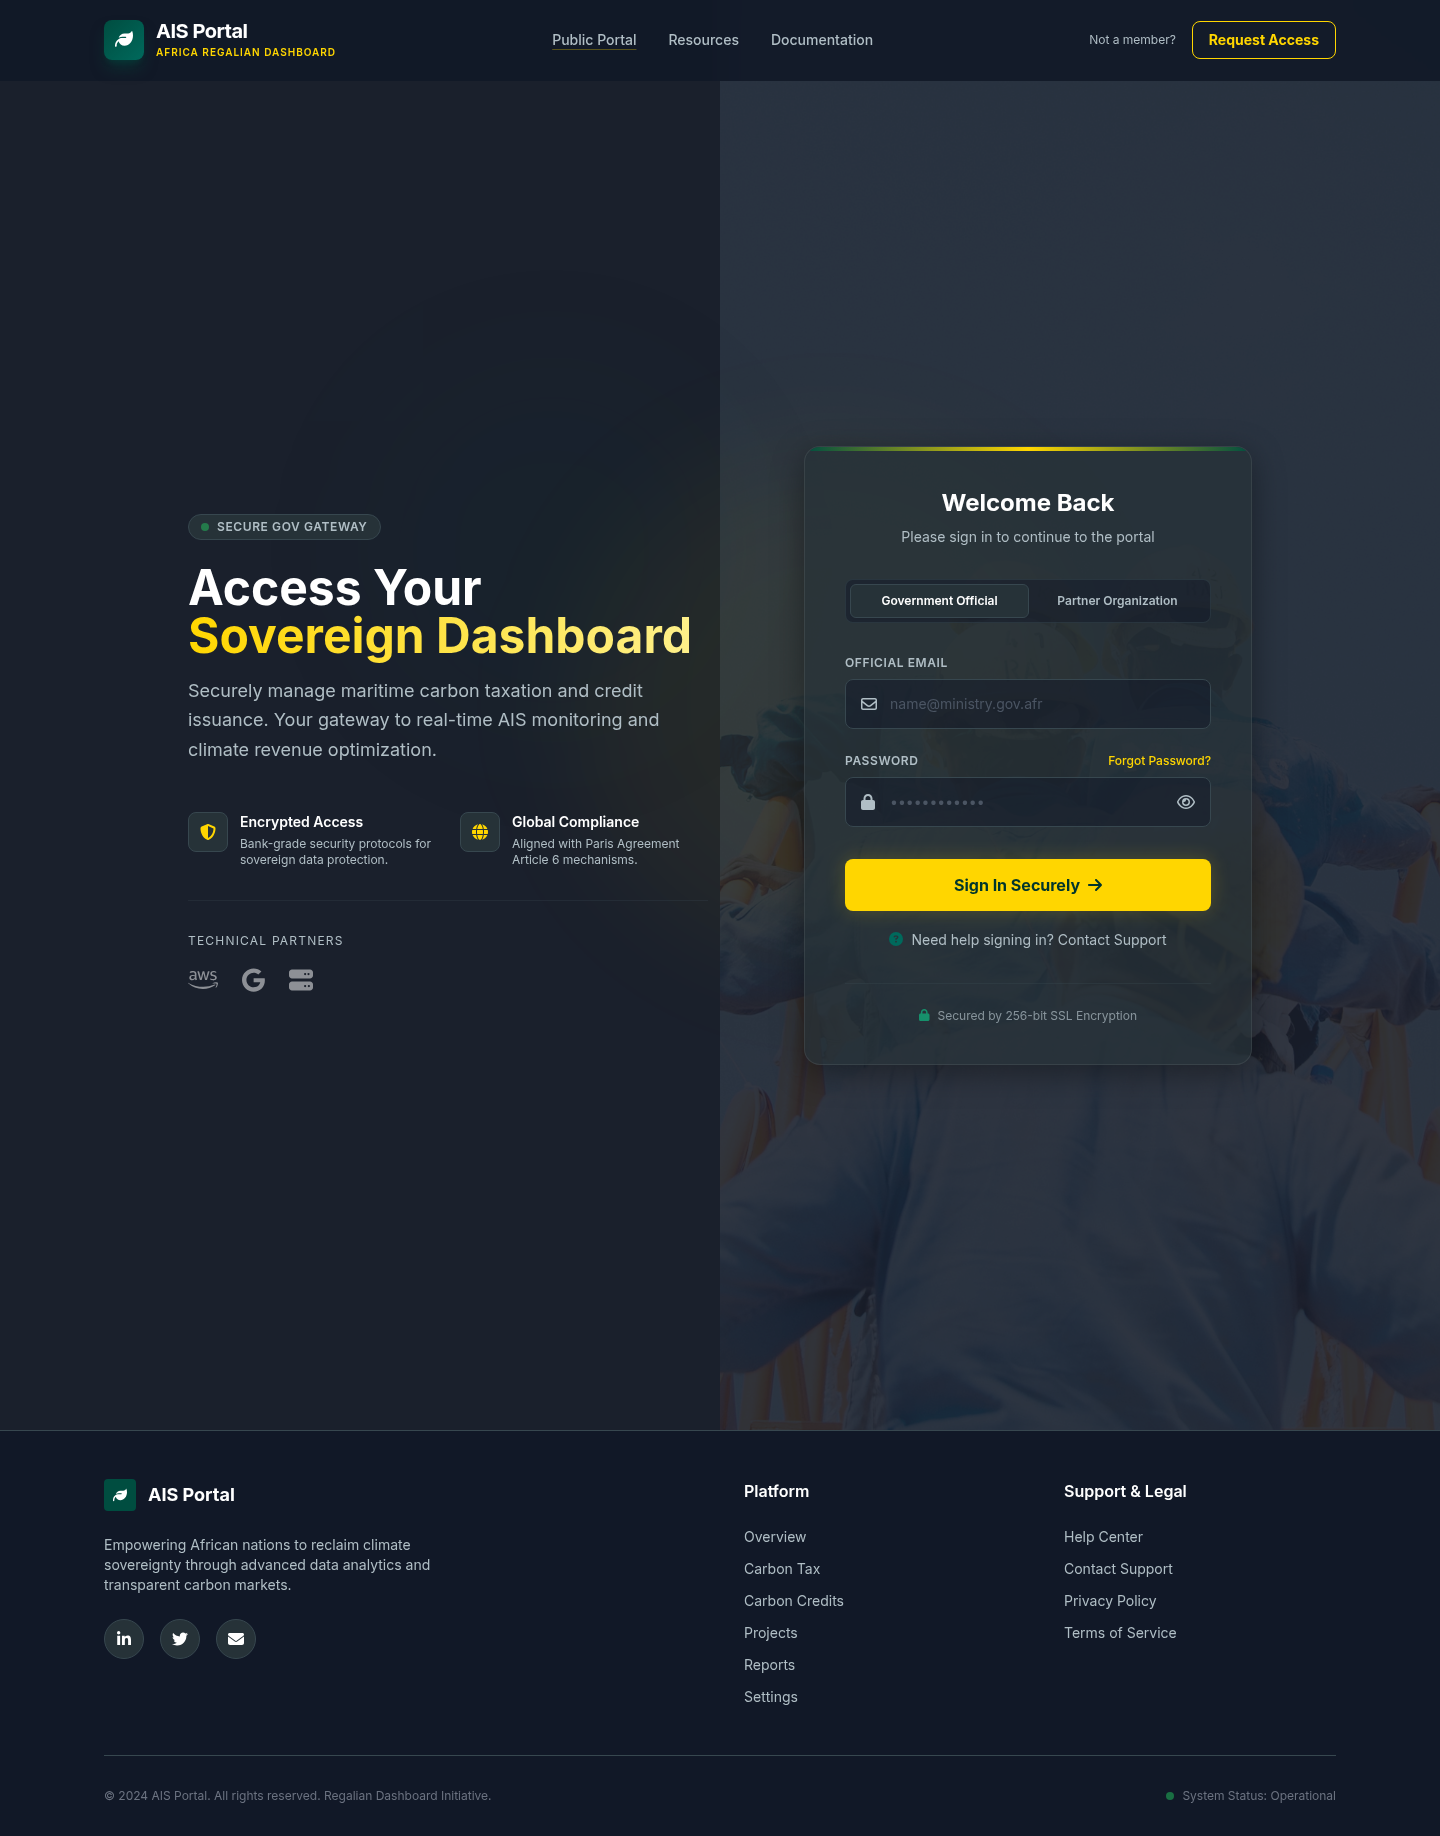 AIS Portal
AFRICA REGALIAN DASHBOARD
Public Portal
Resources
Documentation
Not a member?
Request Access
SECURE GOV GATEWAY
Access Your
Sovereign Dashboard
Securely manage maritime carbon taxation and credit
issuance. Your gateway to real-time AIS monitoring and
climate revenue optimization.
Encrypted Access
Bank-grade security protocols for
sovereign data protection.
Global Compliance
Aligned with Paris Agreement
Article 6 mechanisms.
TECHNICAL PARTNERS
aws
Welcome Back
Please sign in to continue to the portal
Government Official
Partner Organization
OFFICIAL EMAIL
name@ministry.gov.afr
PASSWORD
Forgot Password?
••••••••••••
Sign In Securely
Need help signing in? Contact Support
Secured by 256-bit SSL Encryption
AIS Portal
Empowering African nations to reclaim climate
sovereignty through advanced data analytics and
transparent carbon markets.
Platform
Overview
Carbon Tax
Carbon Credits
Projects
Reports
Settings
Support & Legal
Help Center
Contact Support
Privacy Policy
Terms of Service
© 2024 AIS Portal. All rights reserved. Regalian Dashboard Initiative.
System Status: Operational